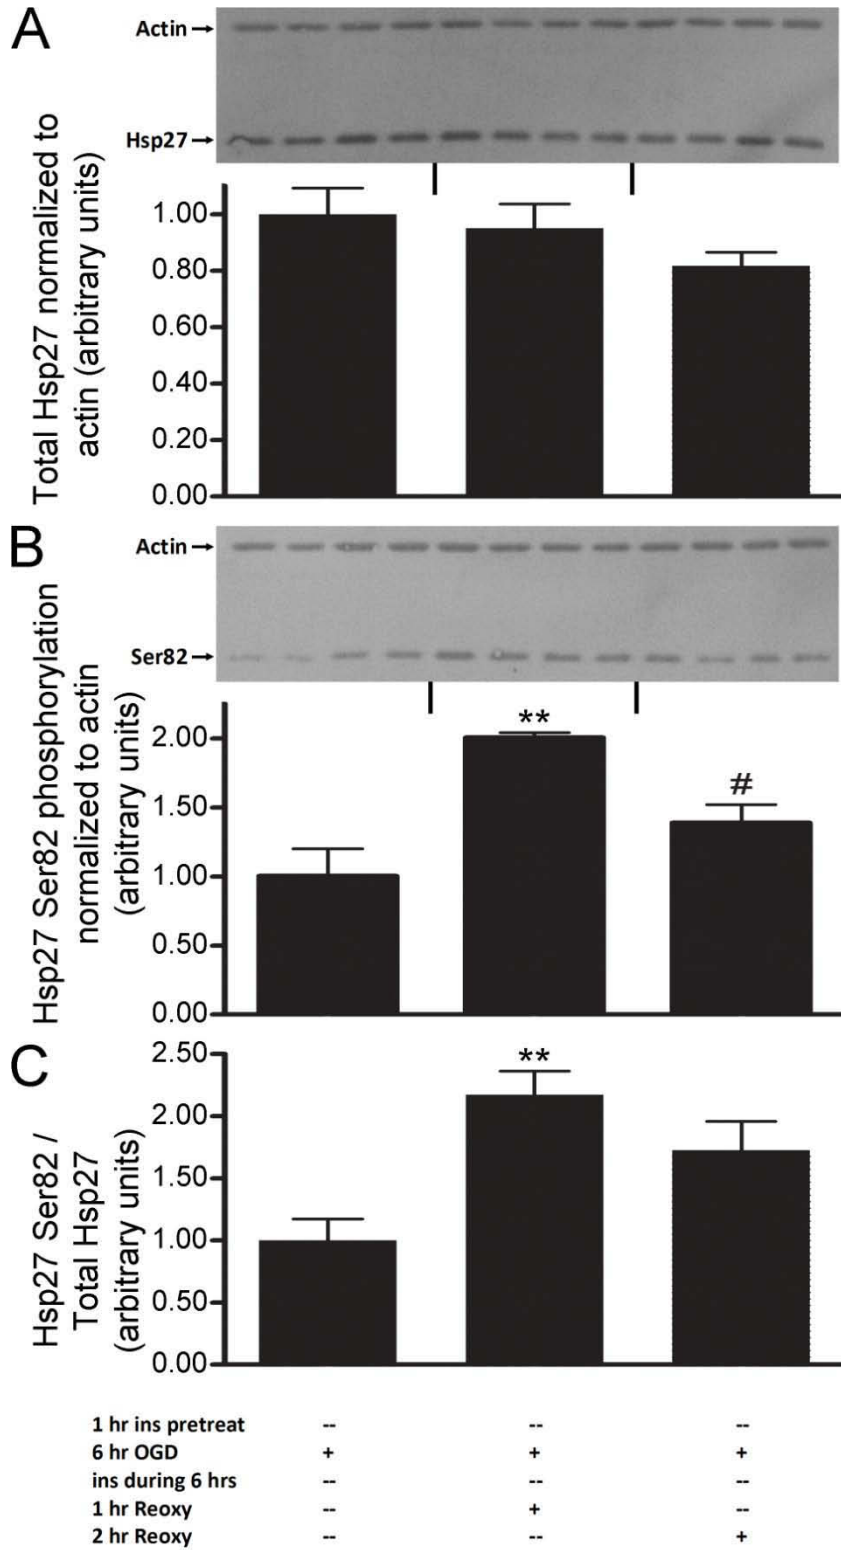 A
Actin
Hsp27
Total Hsp27 normalized to
actin (arbitrary units)
1.00
0.80
0.60
0.40
0.20
0.00
B
Actin
Ser82
Hsp27 Ser82 phosphorylation
normalized to actin
(arbitrary units)
2.00
1.50
1.00
0.50
0.00
**
#
C
Hsp27 Ser82 /
Total Hsp27
(arbitrary units)
2.50
2.00
1.50
1.00
0.50
0.00
**
1 hr ins pretreat -- -- --
6 hr OGD + + +
ins during 6 hrs -- -- --
1 hr Reoxy -- + --
2 hr Reoxy -- -- +